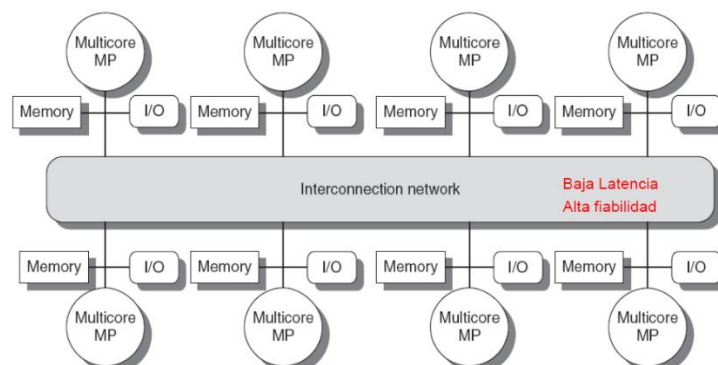 Multicore
MP
Multicore
MP
Multicore
MP
Multicore
MP
Memory
I/O
Memory
I/O
Memory
I/O
Memory
I/O
Interconnection network
Baja Latencia
Alta fiabilidad
Memory
I/O
Memory
I/O
Memory
I/O
Memory
I/O
Multicore
MP
Multicore
MP
Multicore
MP
Multicore
MP